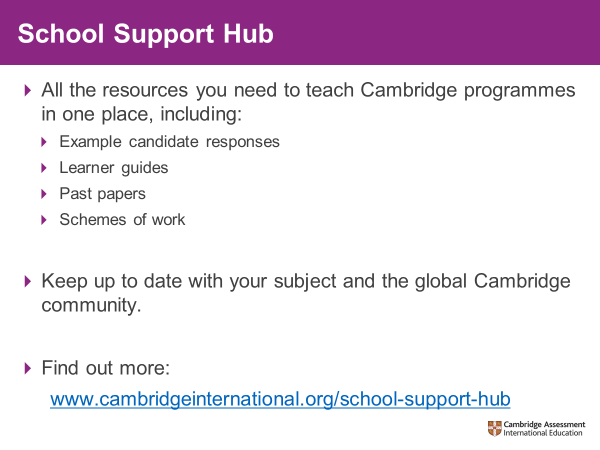 School Support Hub
All the resources you need to teach Cambridge programmes
in one place, including:
Example candidate responses
Learner guides
Past papers
Schemes of work
Keep up to date with your subject and the global Cambridge
community.
Find out more:
www.cambridgeinternational.org/school-support-hub
Cambridge Assessment
International Education